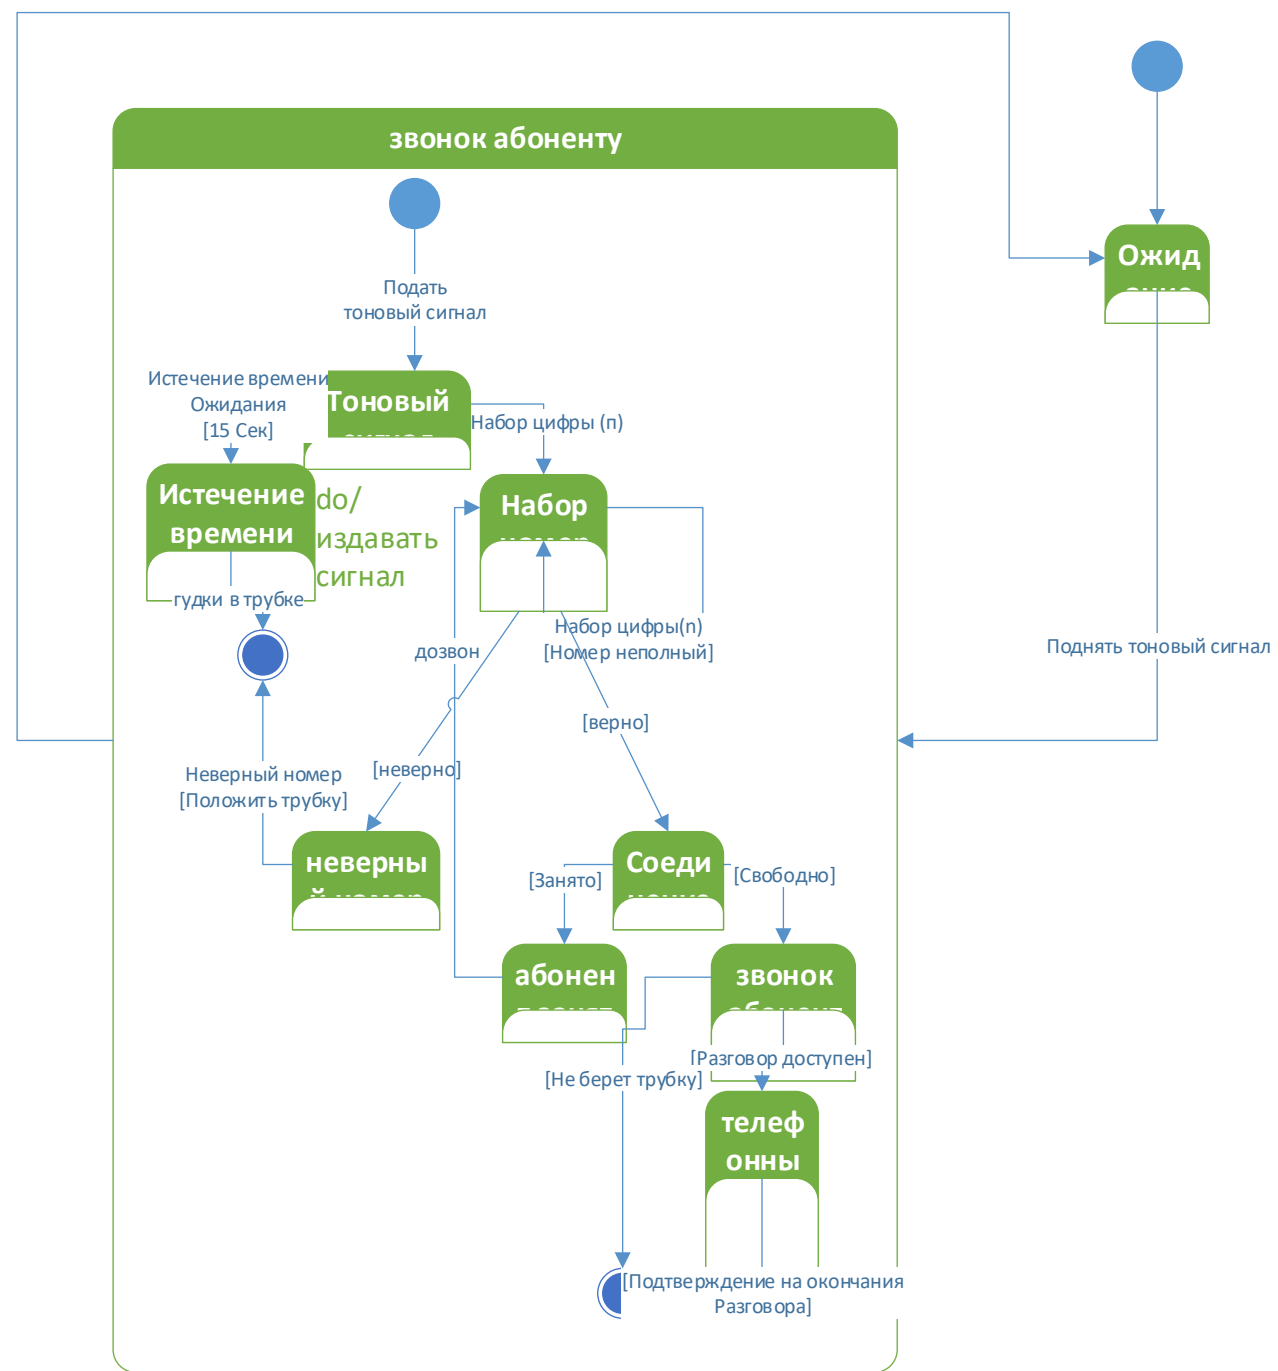 звонок абоненту
Ожид
Подать
тоновый сигнал
Истечение времени
Ожидания
[15 Сек]
Тоновый
Набор цифры (п)
Истечение
времени
do/
издавать
сигнал
Набор
гудки в трубке
дозвон
Набор цифры(n)
[Номер неполный]
Поднять тоновый сигнал
[верно]
[неверно]
Неверный номер
[Положить трубку]
неверны
Соеди
[Занято]
[Свободно]
абонен
звонок
[Разговор доступен]
[Не берет трубку]
телеф
онны
[Подтверждение на окончания
Разговора]